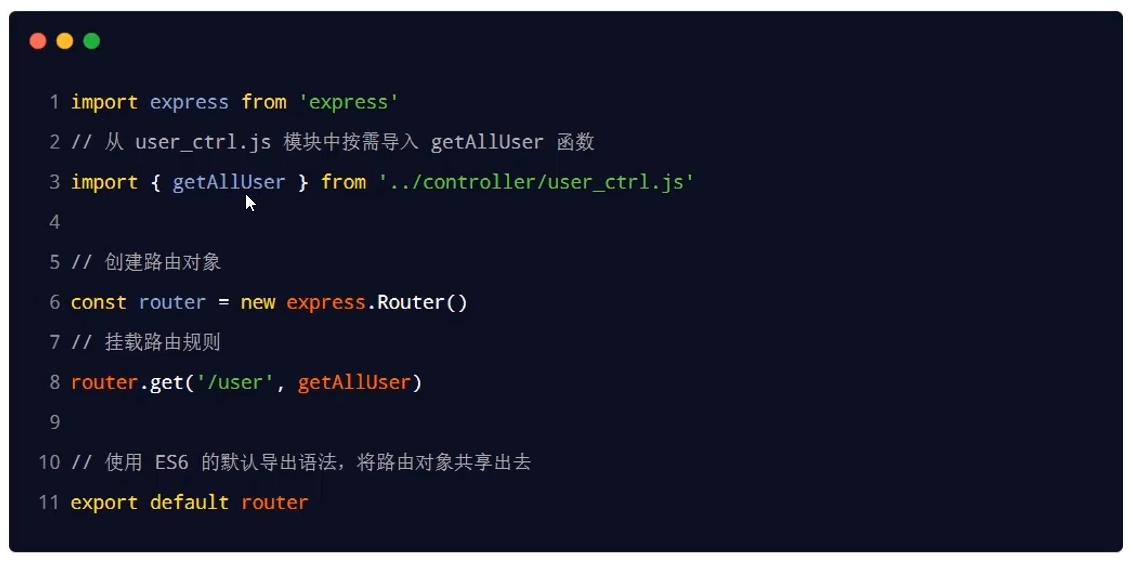 1 import express from 'express'
2 // 从 user_ctrl.js 模块中按需导入 getAllUser 函数
3 import { getAllUser } from '../controller/user_ctrl.js'
4
5 // 创建路由对象
6 const router = new express.Router()
7 // 挂载路由规则
8 router.get('/user', getAllUser)
9
10 // 使用 ES6 的默认导出语法，将路由对象共享出去
11 export default router